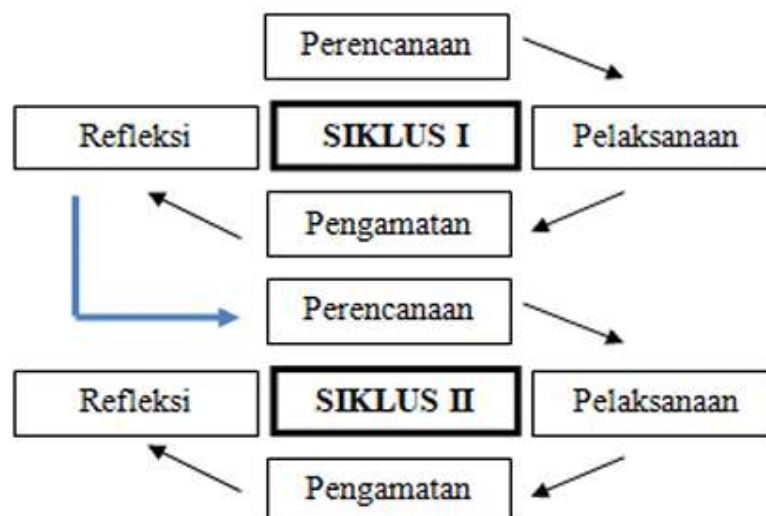 Perencanaan
Refleksi
SIKLUS I
Pelaksanaan
Pengamatan
Perencanaan
Refleksi
SIKLUS II
Pelaksanaan
Pengamatan